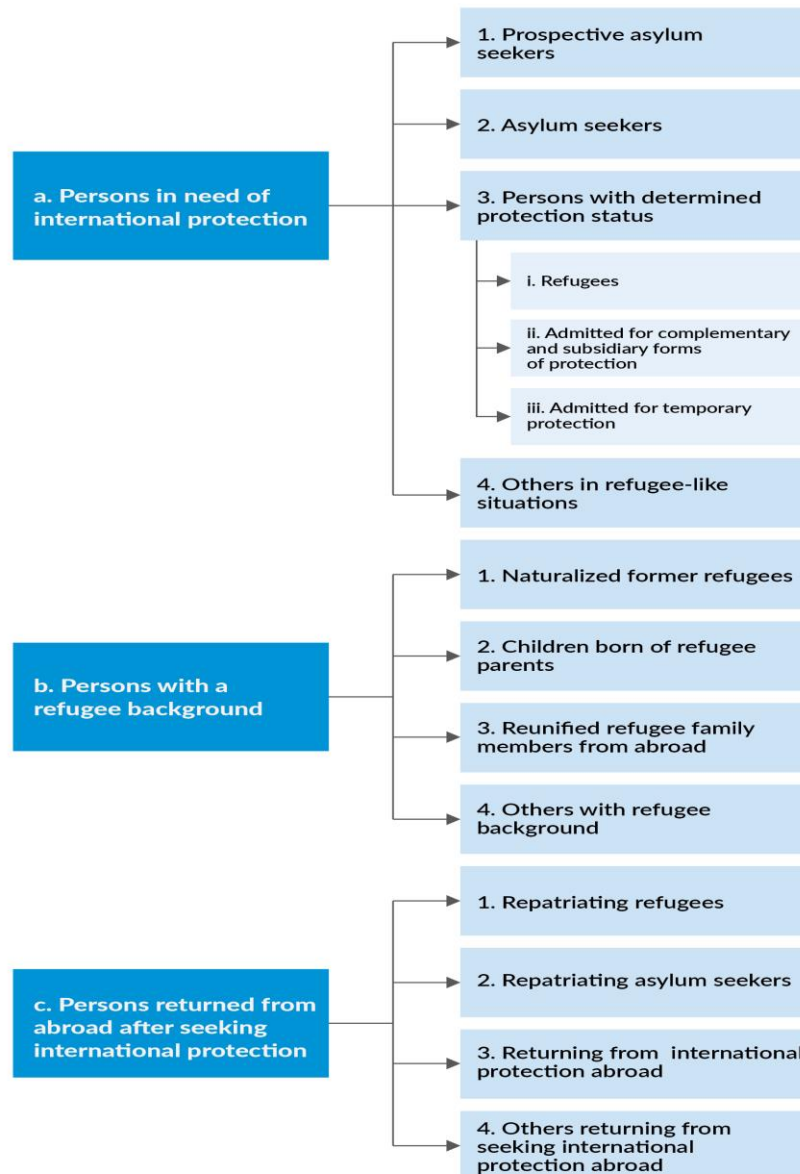 a. Persons in need of
international protection
1. Prospective asylum
seekers
2. Asylum seekers
3. Persons with determined
protection status
i. Refugees
ii. Admitted for complementary
and subsidiary forms
of protection
iii. Admitted for temporary
protection
4. Others in refugee-like
situations
b. Persons with a
refugee background
1. Naturalized former refugees
2. Children born of refugee
parents
3. Reunified refugee family
members from abroad
4. Others with refugee
background
c. Persons returned from
abroad after seeking
international protection
1. Repatriating refugees
2. Repatriating asylum seekers
3. Returning from international
protection abroad
4. Others returning from
seeking international
protection abroad